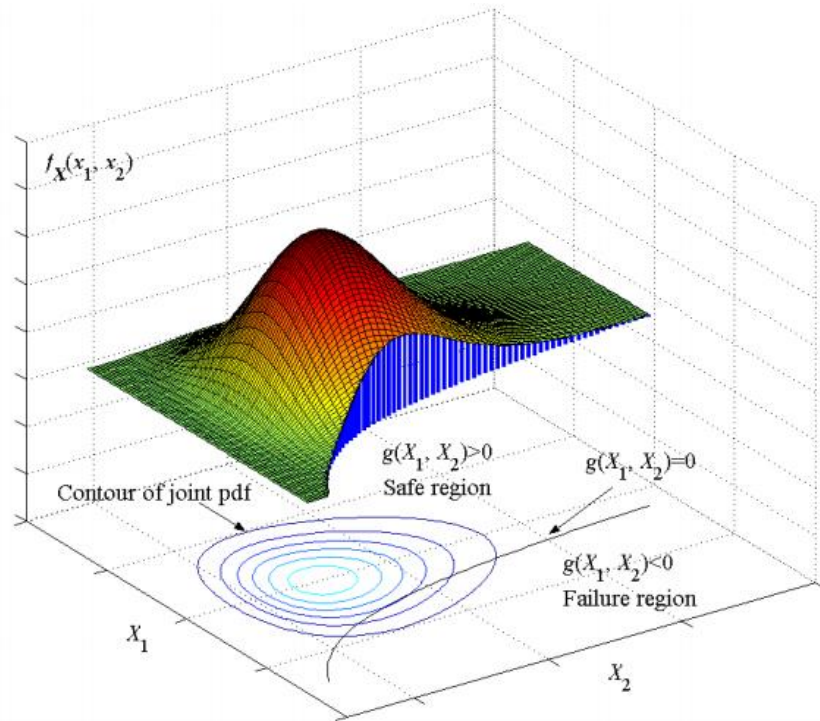 f_X(x_1, x_2)
g(X_1, X_2)>0
Safe region
g(X_1, X_2)=0
Contour of joint pdf
g(X_1, X_2)<0
Failure region
X_1
X_2